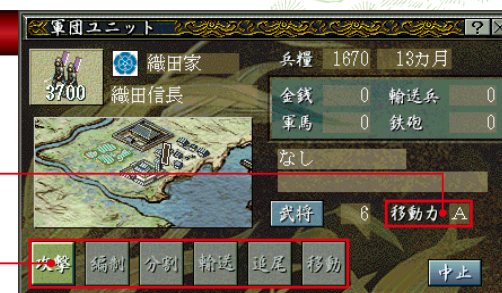 軍団ユニット
?
織田家
3700
織田信長
兵糧 1670 13カ月
金銭 0 輸送兵 0
軍馬 0 鉄砲 0
なし
武将 6 移動力 A
攻撃 編制 分割 輸送 追尾 移動
中止